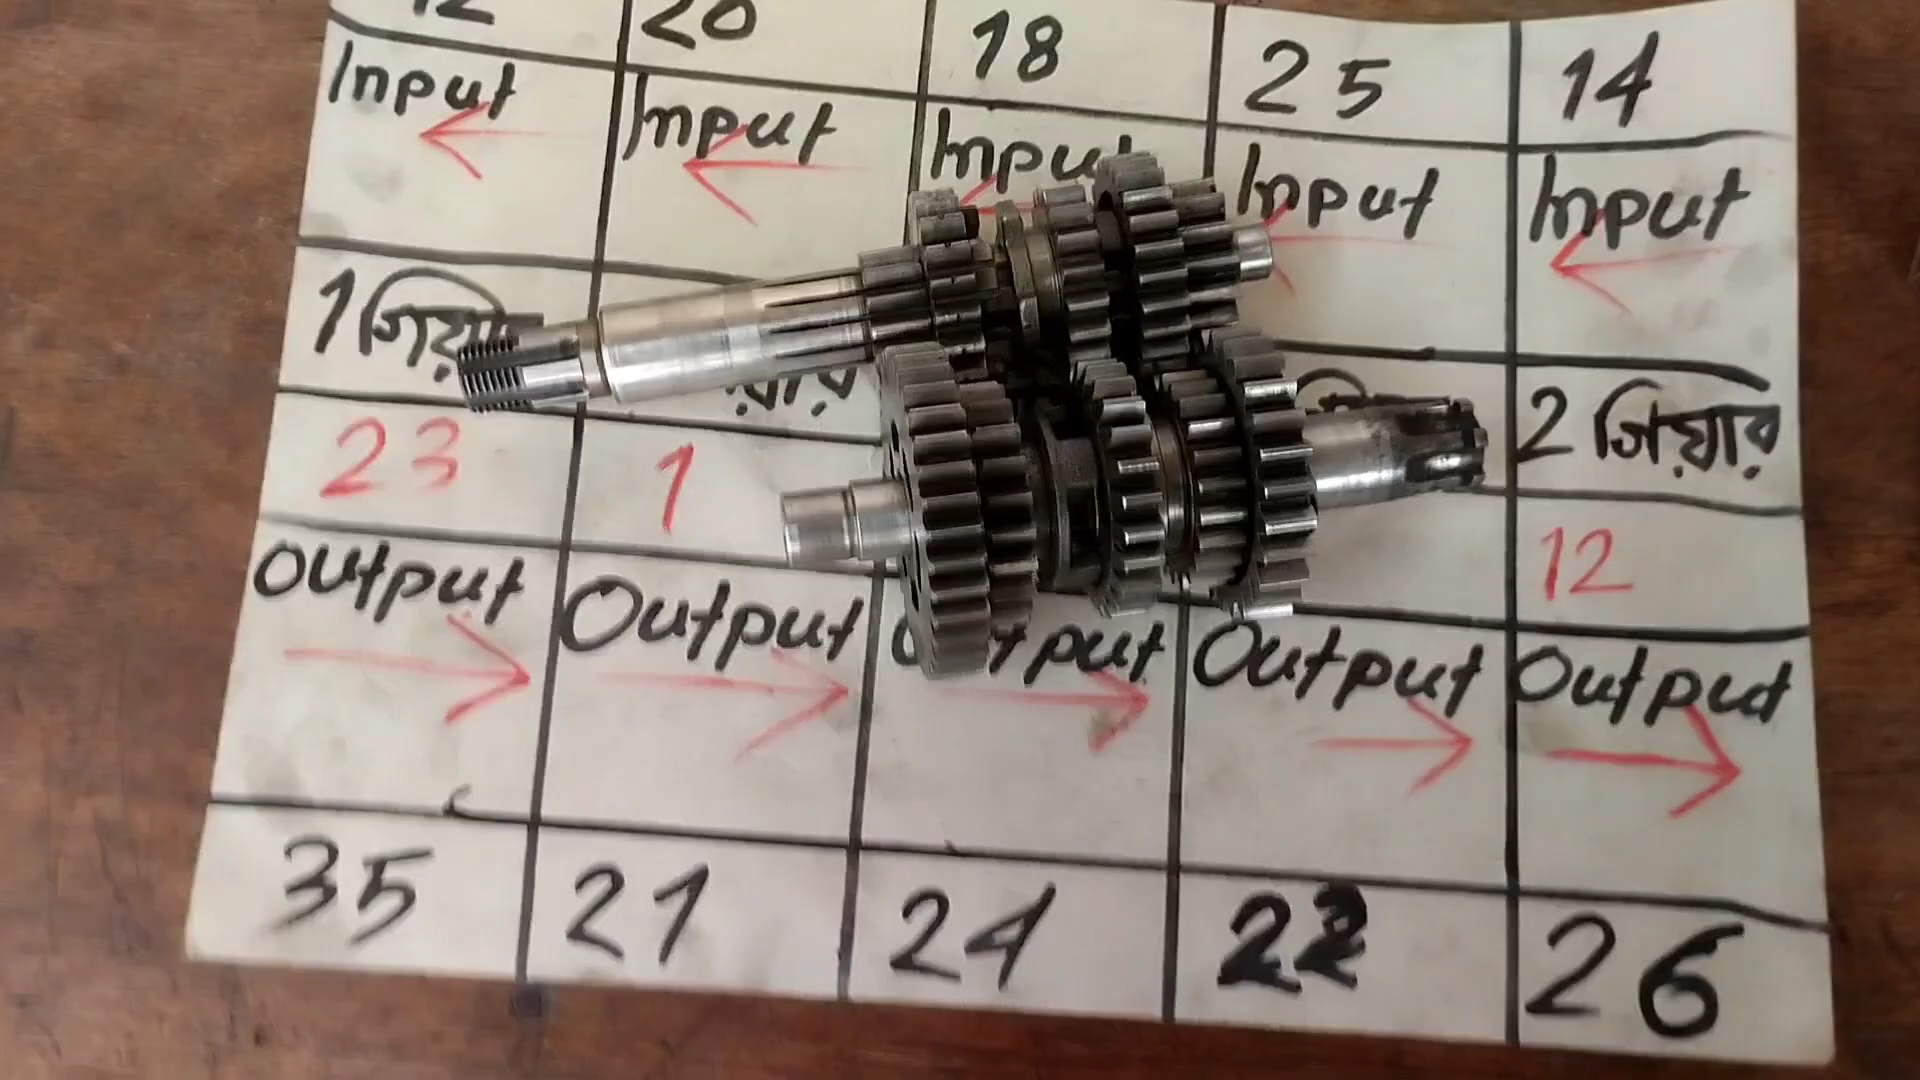 20 18 25 14
Input Input Input Input Input
1 গিয়ার 2 গিয়ার
23 1 12
Output Output Output Output Output
35 21 24 22 26